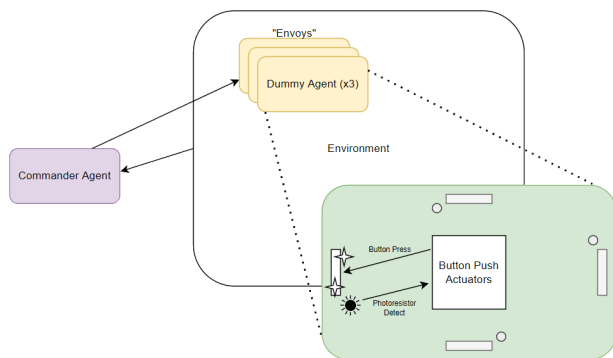 "Envoys"
Dummy Agent (x3)
Commander Agent
Environment
Button Press
Button Push
Actuators
Photoresistor
Detect